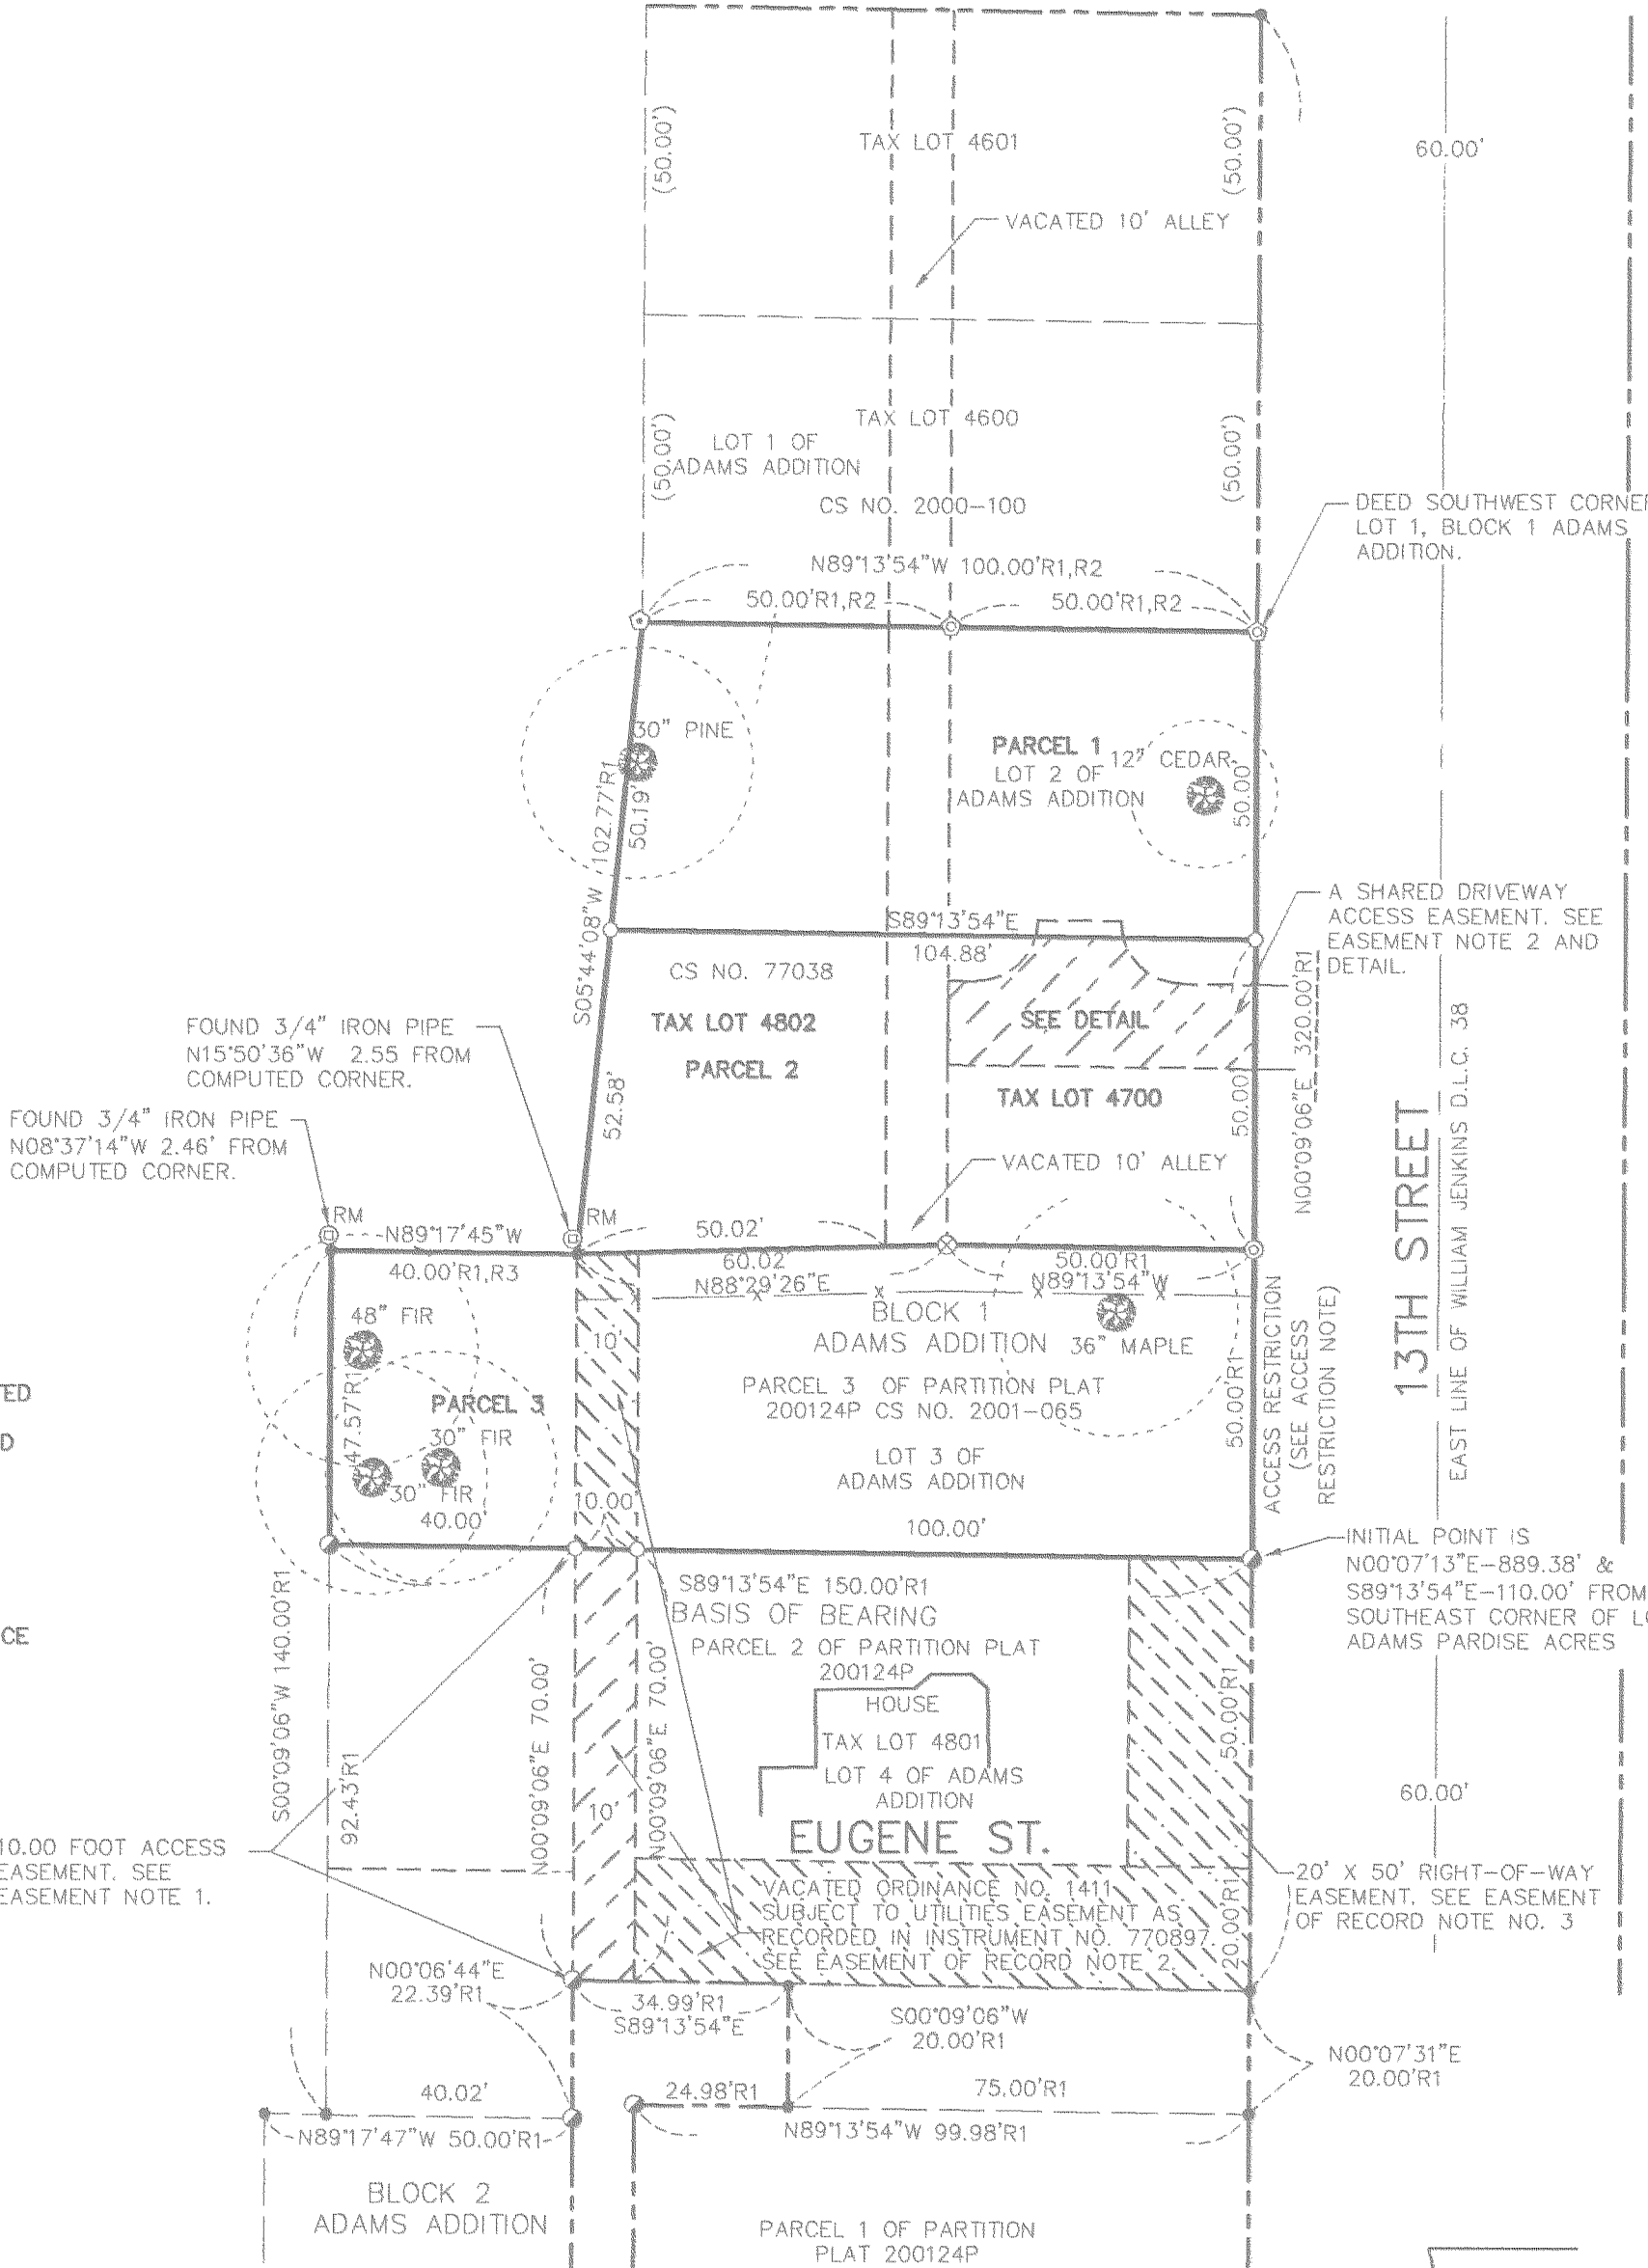 TAX LOT 4601
(50.00')
(50.00')
60.00'
VACATED 10' ALLEY
TAX LOT 4600
LOT 1 OF
ADAMS ADDITION
(50.00')
(50.00')
CS NO. 2000-100
DEED SOUTHWEST CORNER
LOT 1, BLOCK 1 ADAMS
ADDITION.
N89°13'54"W 100.00'R1,R2
50.00'R1,R2
50.00'R1,R2
30" PINE
PARCEL 1
12" CEDAR
LOT 2 OF
ADAMS ADDITION
50.00'
S05°44'08"W 102.77'R1
50.19'
A SHARED DRIVEWAY
ACCESS EASEMENT. SEE
EASEMENT NOTE 2 AND
DETAIL.
S89°13'54"E
104.88'
CS NO. 77038
TAX LOT 4802
PARCEL 2
SEE DETAIL
TAX LOT 4700
50.00'
N00°09'06"E 320.00'R1
FOUND 3/4" IRON PIPE
N15°50'36"W 2.55 FROM
COMPUTED CORNER.
52.58'
FOUND 3/4" IRON PIPE
N08°37'14"W 2.46' FROM
COMPUTED CORNER.
VACATED 10' ALLEY
13TH STREET
EAST LINE OF WILLIAM JENKINS D.L.C. 38
RM
RM
N89°17'45"W
40.00'R1,R3
50.02'
60.02'
N88°29'26"E
50.00'R1
N89°13'54"W
X X X X
48" FIR
10'
BLOCK 1
ADAMS ADDITION
36" MAPLE
PARCEL 3 OF PARTITION PLAT
200124P CS NO. 2001-065
LOT 3 OF
ADAMS ADDITION
50.00'R1
ACCESS RESTRICTION
(SEE ACCESS
RESTRICTION NOTE)
TED
D
CE
47.57'R1
PARCEL 3
30" FIR
30" FIR
40.00'
10.00'
100.00'
INITIAL POINT IS
N00°07'13"E-889.38' &
S89°13'54"E-110.00' FROM
SOUTHEAST CORNER OF
ADAMS PARDISE ACRES
S89°13'54"E 150.00'R1
BASIS OF BEARING
PARCEL 2 OF PARTITION PLAT
200124P
HOUSE
TAX LOT 4801
LOT 4 OF ADAMS
ADDITION
EUGENE ST.
S00°09'06"W 140.00'R1
92.43'R1
N00°09'06"E 70.00'
N00°09'06"E 70.00'
10'
50.00'R1
60.00'
10.00 FOOT ACCESS
EASEMENT. SEE
EASEMENT NOTE 1.
VACATED ORDINANCE NO. 1411
SUBJECT TO UTILITIES EASEMENT AS
RECORDED IN INSTRUMENT NO. 770897.
SEE EASEMENT OF RECORD NOTE 2.
20.00'R1
20' X 50' RIGHT-OF-WAY
EASEMENT. SEE EASEMENT
OF RECORD NOTE NO. 3
N00°06'44"E
22.39'R1
34.99'R1
S89°13'54"E
S00°09'06"W
20.00'R1
N00°07'31"E
20.00'R1
40.02'
24.98'R1
75.00'R1
N89°17'47"W 50.00'R1
N89°13'54"W 99.98'R1
BLOCK 2
ADAMS ADDITION
PARCEL 1 OF PARTITION
PLAT 200124P